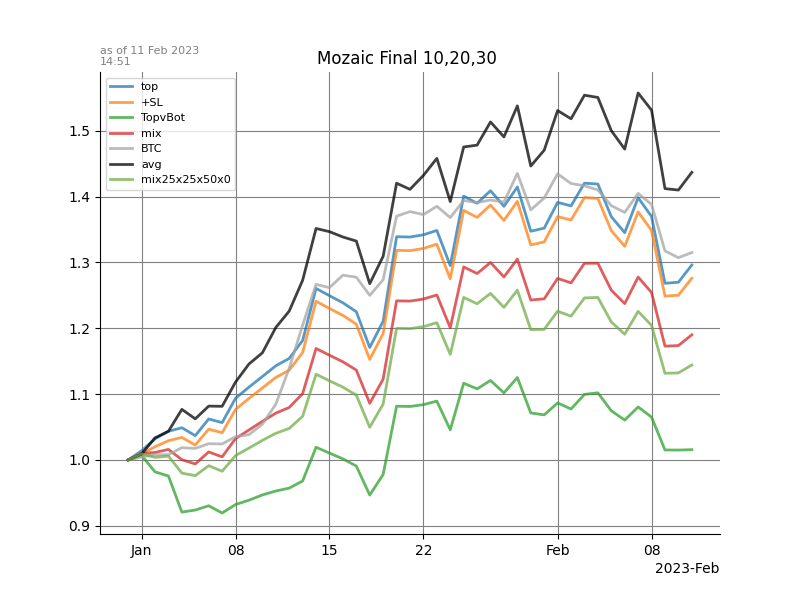 as of 11 Feb 2023
14:51
Mozaic Final 10,20,30
top
+SL
TopvBot
mix
BTC
avg
mix25x25x50x0
1.5
1.4
1.3
1.2
1.1
1.0
0.9
Jan
08
15
22
Feb
08
2023-Feb